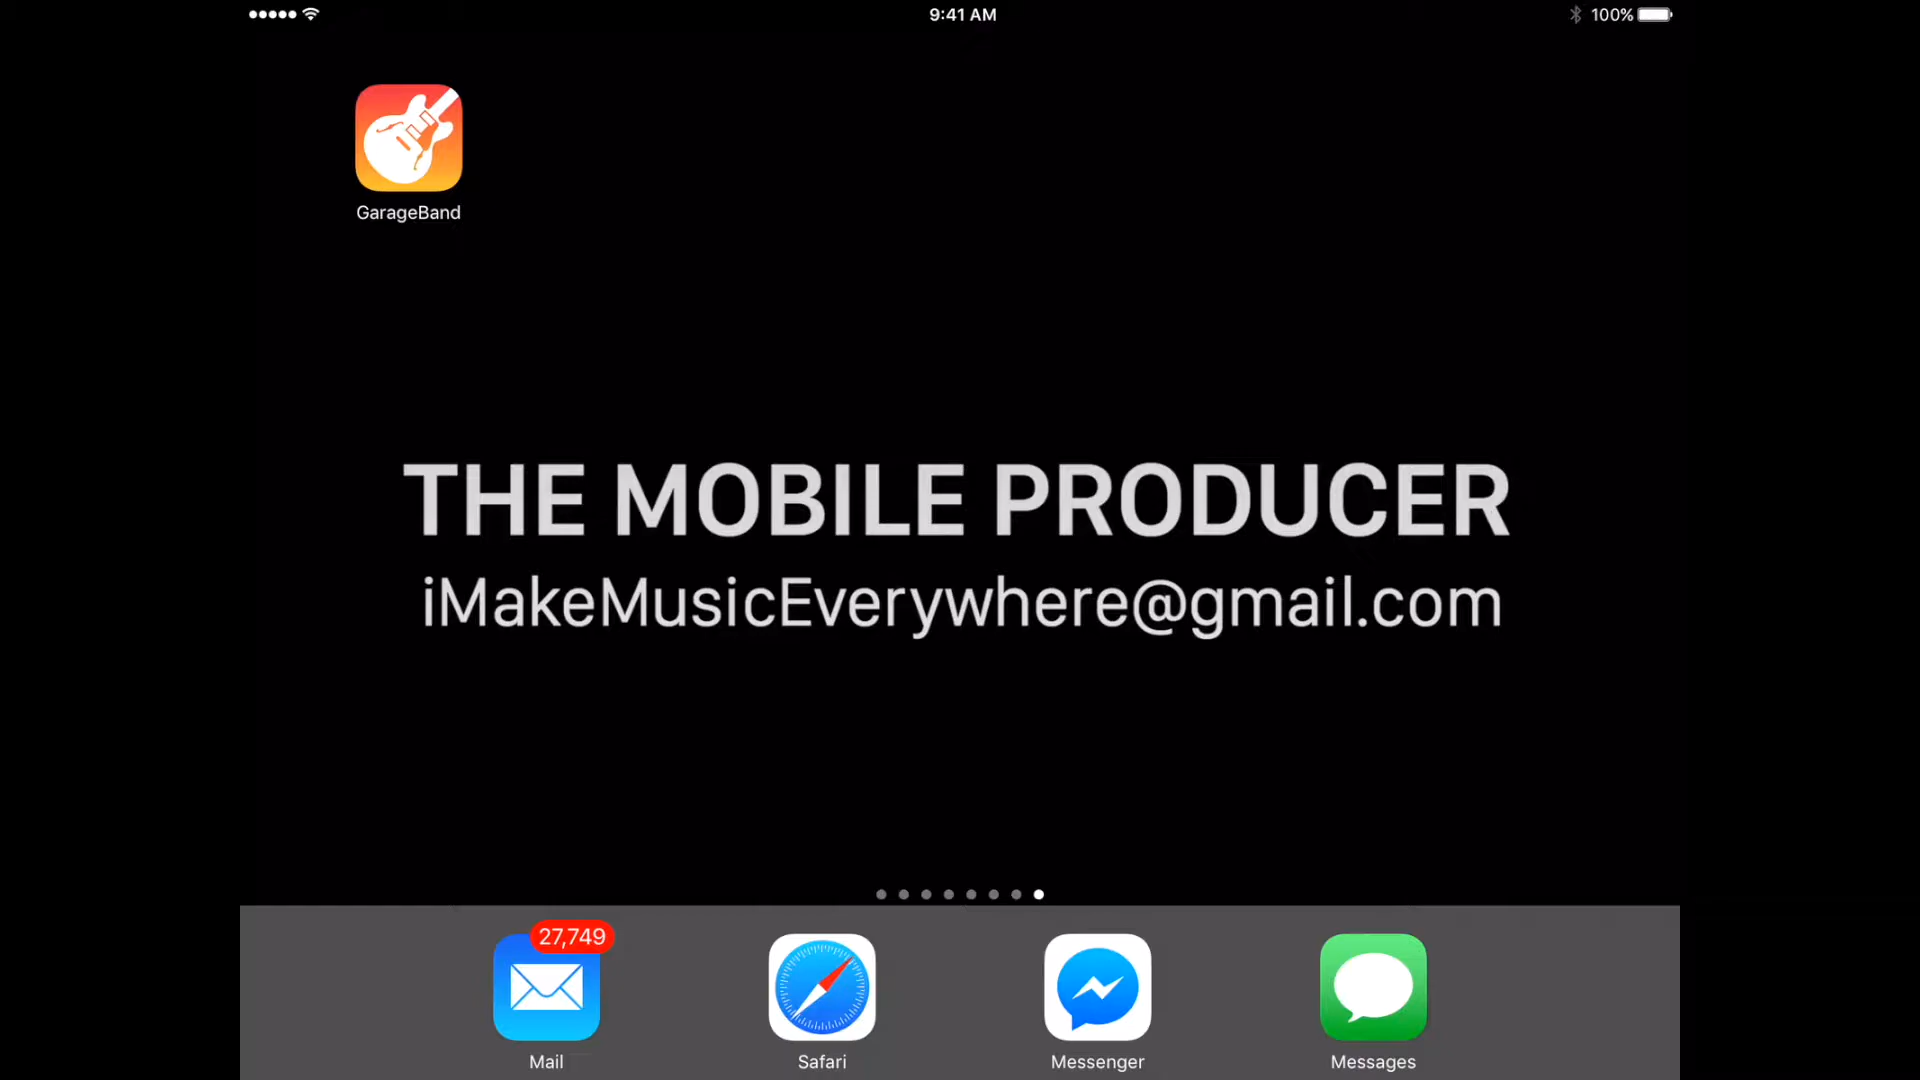 9:41 AM
100%
GarageBand
THE MOBILE PRODUCER
iMakeMusicEverywhere@gmail.com
27,749
Mail
Safari
Messenger
Messages